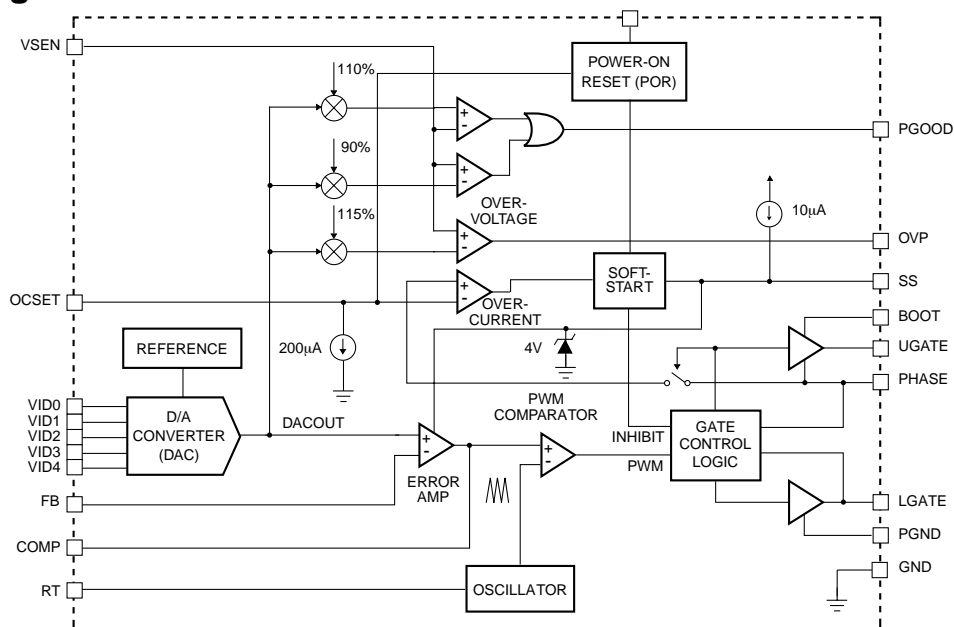 VSEN
POWER-ON
RESET (POR)
110%
PGOOD
90%
+
-
+
-
115%
OVER-
VOLTAGE
10µA
+
-
OVP
SOFT-
START
SS
OCSET
+
-
OVER-
CURRENT
BOOT
REFERENCE
200µA
4V
UGATE
PHASE
VID0
VID1
VID2
VID3
VID4
D/A
CONVERTER
(DAC)
DACOUT
PWM
COMPARATOR
+
-
+
-
INHIBIT
PWM
GATE
CONTROL
LOGIC
ERROR
AMP
FB
LGATE
PGND
COMP
GND
RT
OSCILLATOR